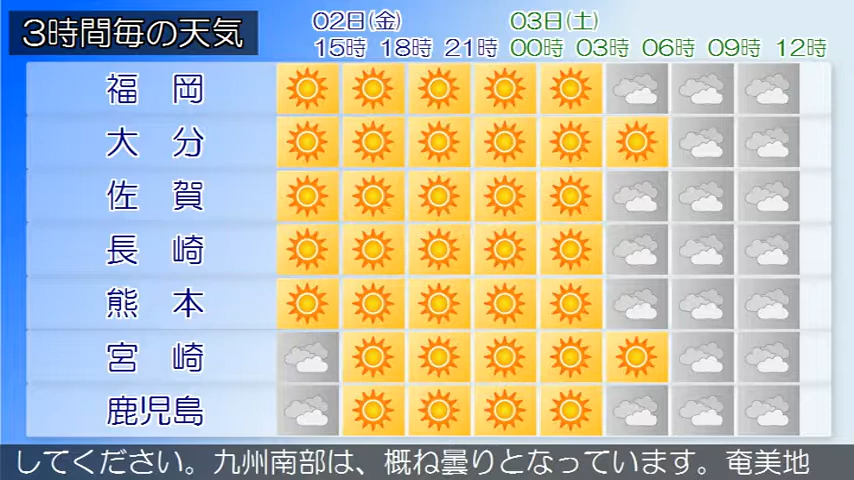 3時間毎の天気
02日(金) 03日(土)
15時 18時 21時 00時 03時 06時 09時 12時
福岡
大分
佐賀
長崎
熊本
宮崎
鹿児島
してください。九州南部は、概ね曇りとなっています。奄美地